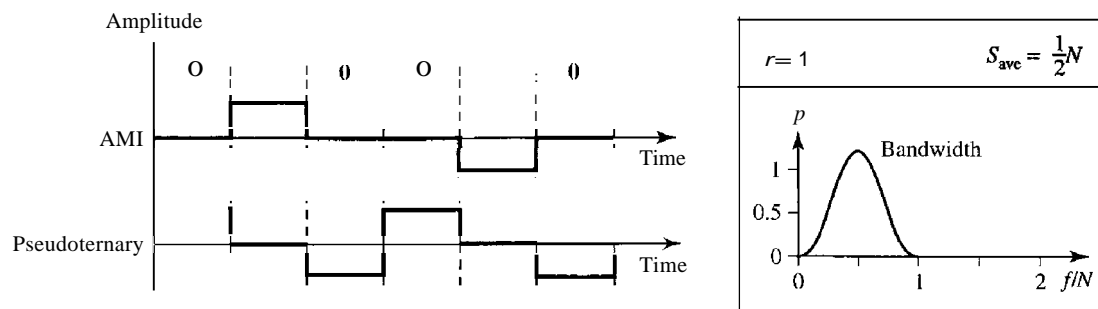 Amplitude
O 0 O 0
AMI
Time
Pseudoternary
Time
r = 1
S_ave = 1/2 N
p
Bandwidth
1
0.5
0
0 1 2 f/N